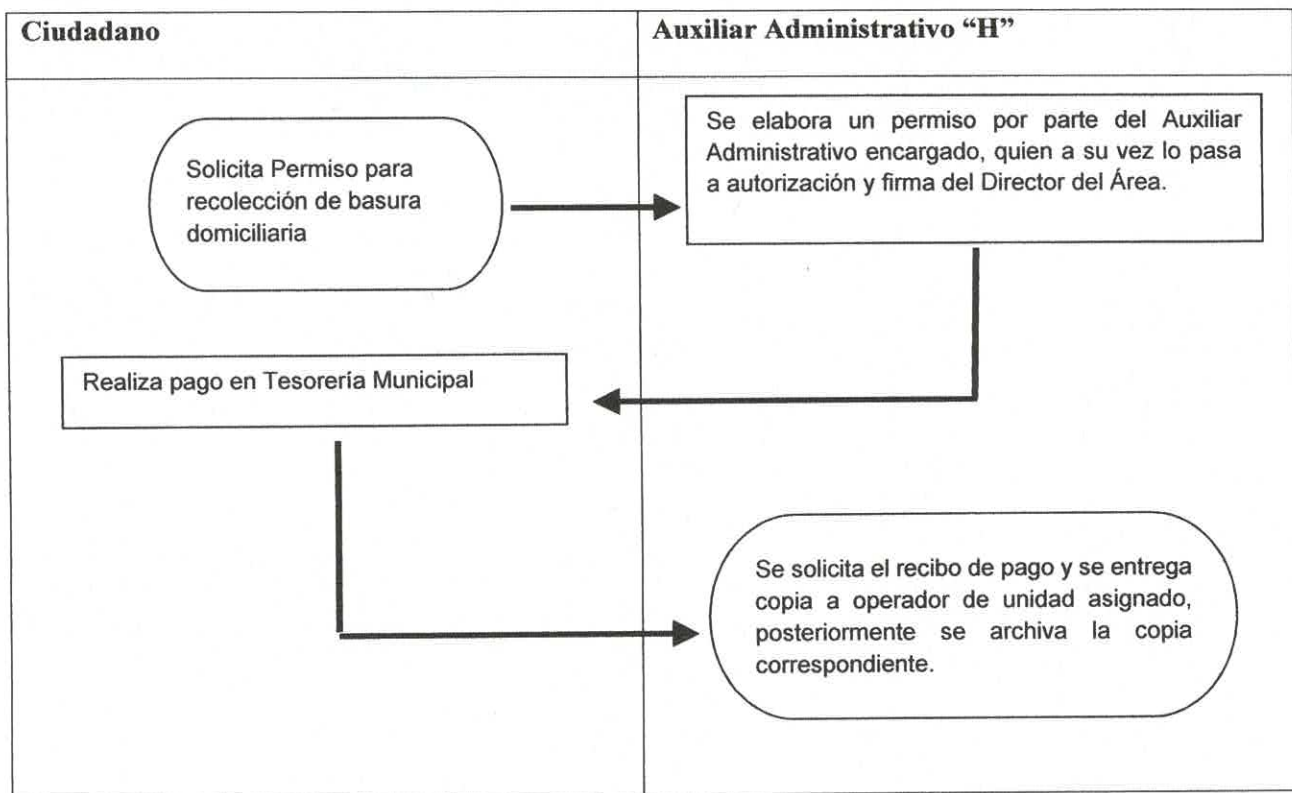 Ciudadano
Auxiliar Administrativo “H”
Solicita Permiso para
recolección de basura
domiciliaria
Se elabora un permiso por parte del Auxiliar
Administrativo encargado, quien a su vez lo pasa
a autorización y firma del Director del Área.
Realiza pago en Tesorería Municipal
Se solicita el recibo de pago y se entrega
copia a operador de unidad asignado,
posteriormente se archiva la copia
correspondiente.